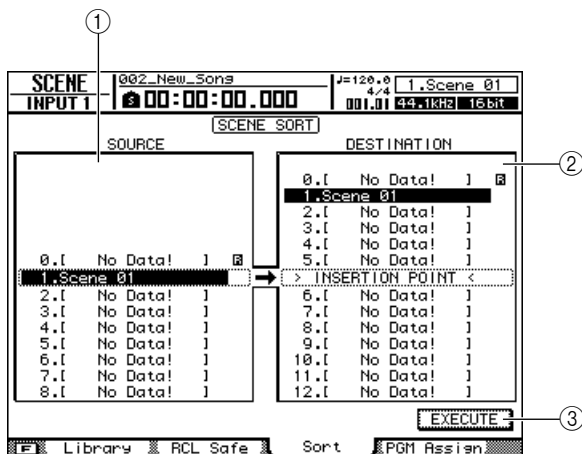 ①
SCENE
INPUT 1
002_New_Song
S 00:00:00.000
♩=120.0
4/4
001.01
1.Scene 01
44.1kHz 16bit
SCENE SORT
SOURCE
0.[ No Data! ] R
1.Scene 01
2.[ No Data! ]
3.[ No Data! ]
4.[ No Data! ]
5.[ No Data! ]
6.[ No Data! ]
7.[ No Data! ]
8.[ No Data! ]
DESTINATION
②
0.[ No Data! ] R
1.Scene 01
2.[ No Data! ]
3.[ No Data! ]
4.[ No Data! ]
5.[ No Data! ]
> INSERTION POINT <
6.[ No Data! ]
7.[ No Data! ]
8.[ No Data! ]
9.[ No Data! ]
10.[ No Data! ]
11.[ No Data! ]
12.[ No Data! ]
EXECUTE
③
F Library RCL Safe Sort PGM Assign